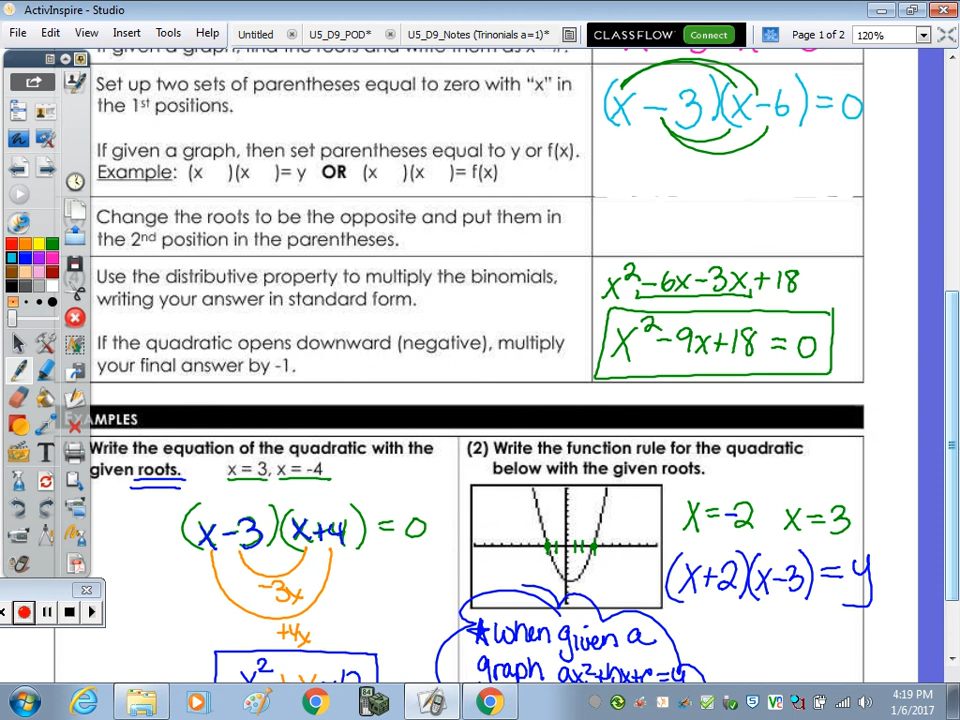 ActivInspire - Studio
File Edit View Insert Tools Help
Untitled
U5_D9_POD*
U5_D9_Notes (Trinonials a=1)*
CLASSFLOW
Connect
Page 1 of 2
120%
Set up two sets of parentheses equal to zero with “x” in
the 1st positions.
(x - 3)(x - 6) = 0
If given a graph, then set parentheses equal to y or f(x).
Example: (x )(x )= y OR (x )(x )= f(x)
Change the roots to be the opposite and put them in
the 2nd position in the parentheses.
Use the distributive property to multiply the binomials,
writing your answer in standard form.
x² - 6x - 3x + 18
x² - 9x + 18 = 0
If the quadratic opens downward (negative), multiply
your final answer by -1.
EXAMPLES
Write the equation of the quadratic with the
given roots. x = 3, x = -4
(x - 3)(x + 4) = 0
-3x
+4x
(2) Write the function rule for the quadratic
below with the given roots.
x = -2 x = 3
(x + 2)(x - 3) = y
*When given a
graph ax²+bx+c=y
4:19 PM
1/6/2017